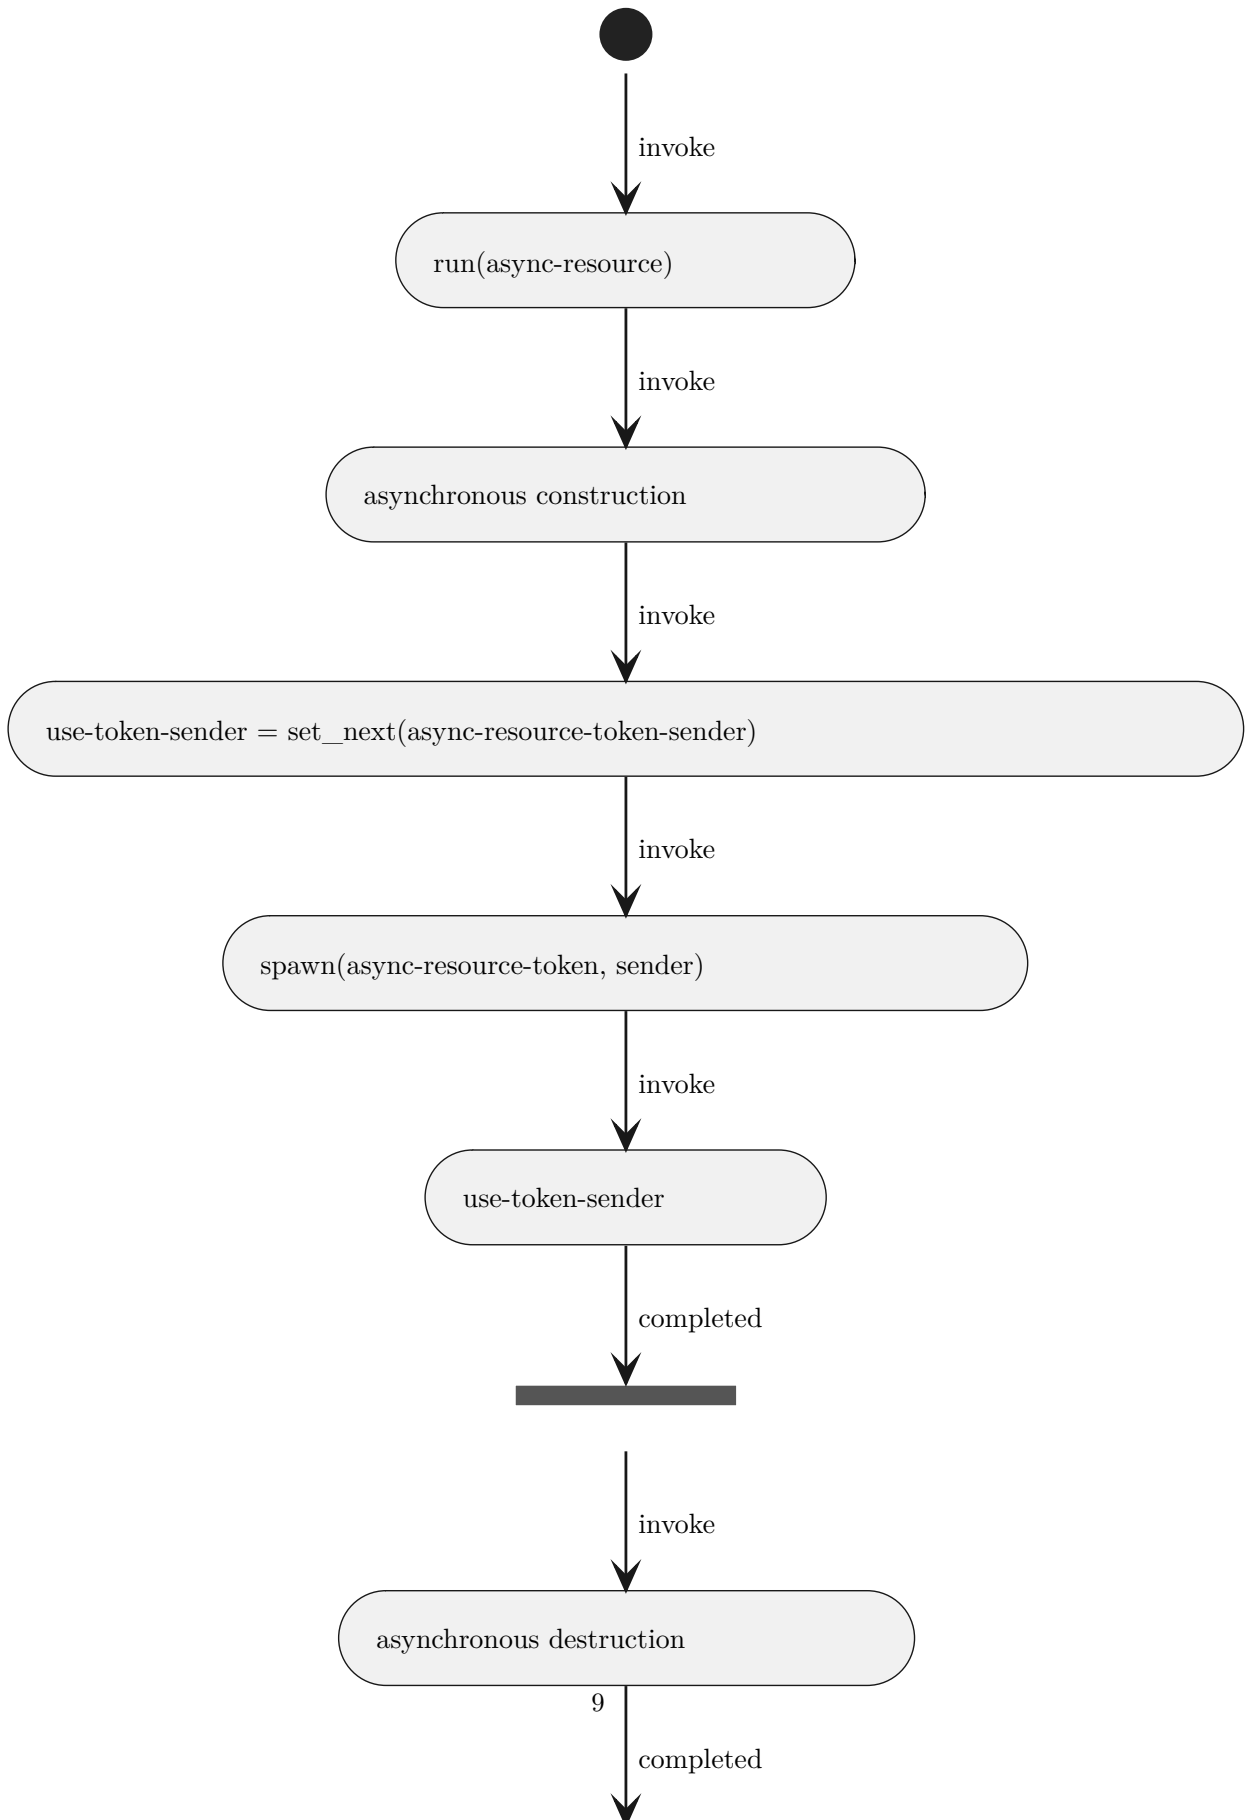 invoke
run(async-resource)
invoke
asynchronous construction
invoke
use-token-sender = set_next(async-resource-token-sender)
invoke
spawn(async-resource-token, sender)
invoke
use-token-sender
completed
invoke
asynchronous destruction
9
completed